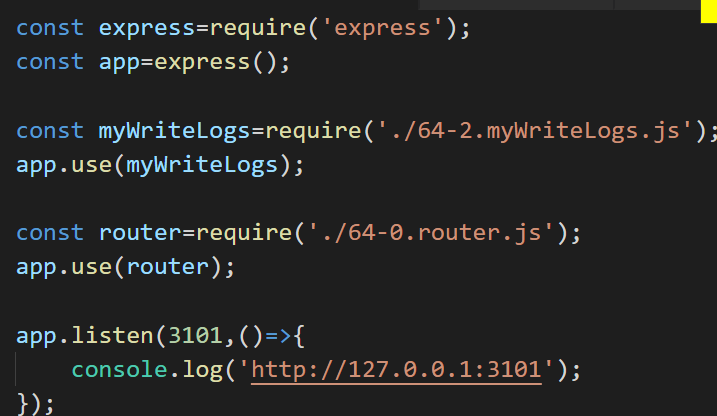 const express=require('express');
const app=express();
const myWriteLogs=require('./64-2.myWriteLogs.js');
app.use(myWriteLogs);
const router=require('./64-0.router.js');
app.use(router);
app.listen(3101,()=>{
console.log('http://127.0.0.1:3101');
});